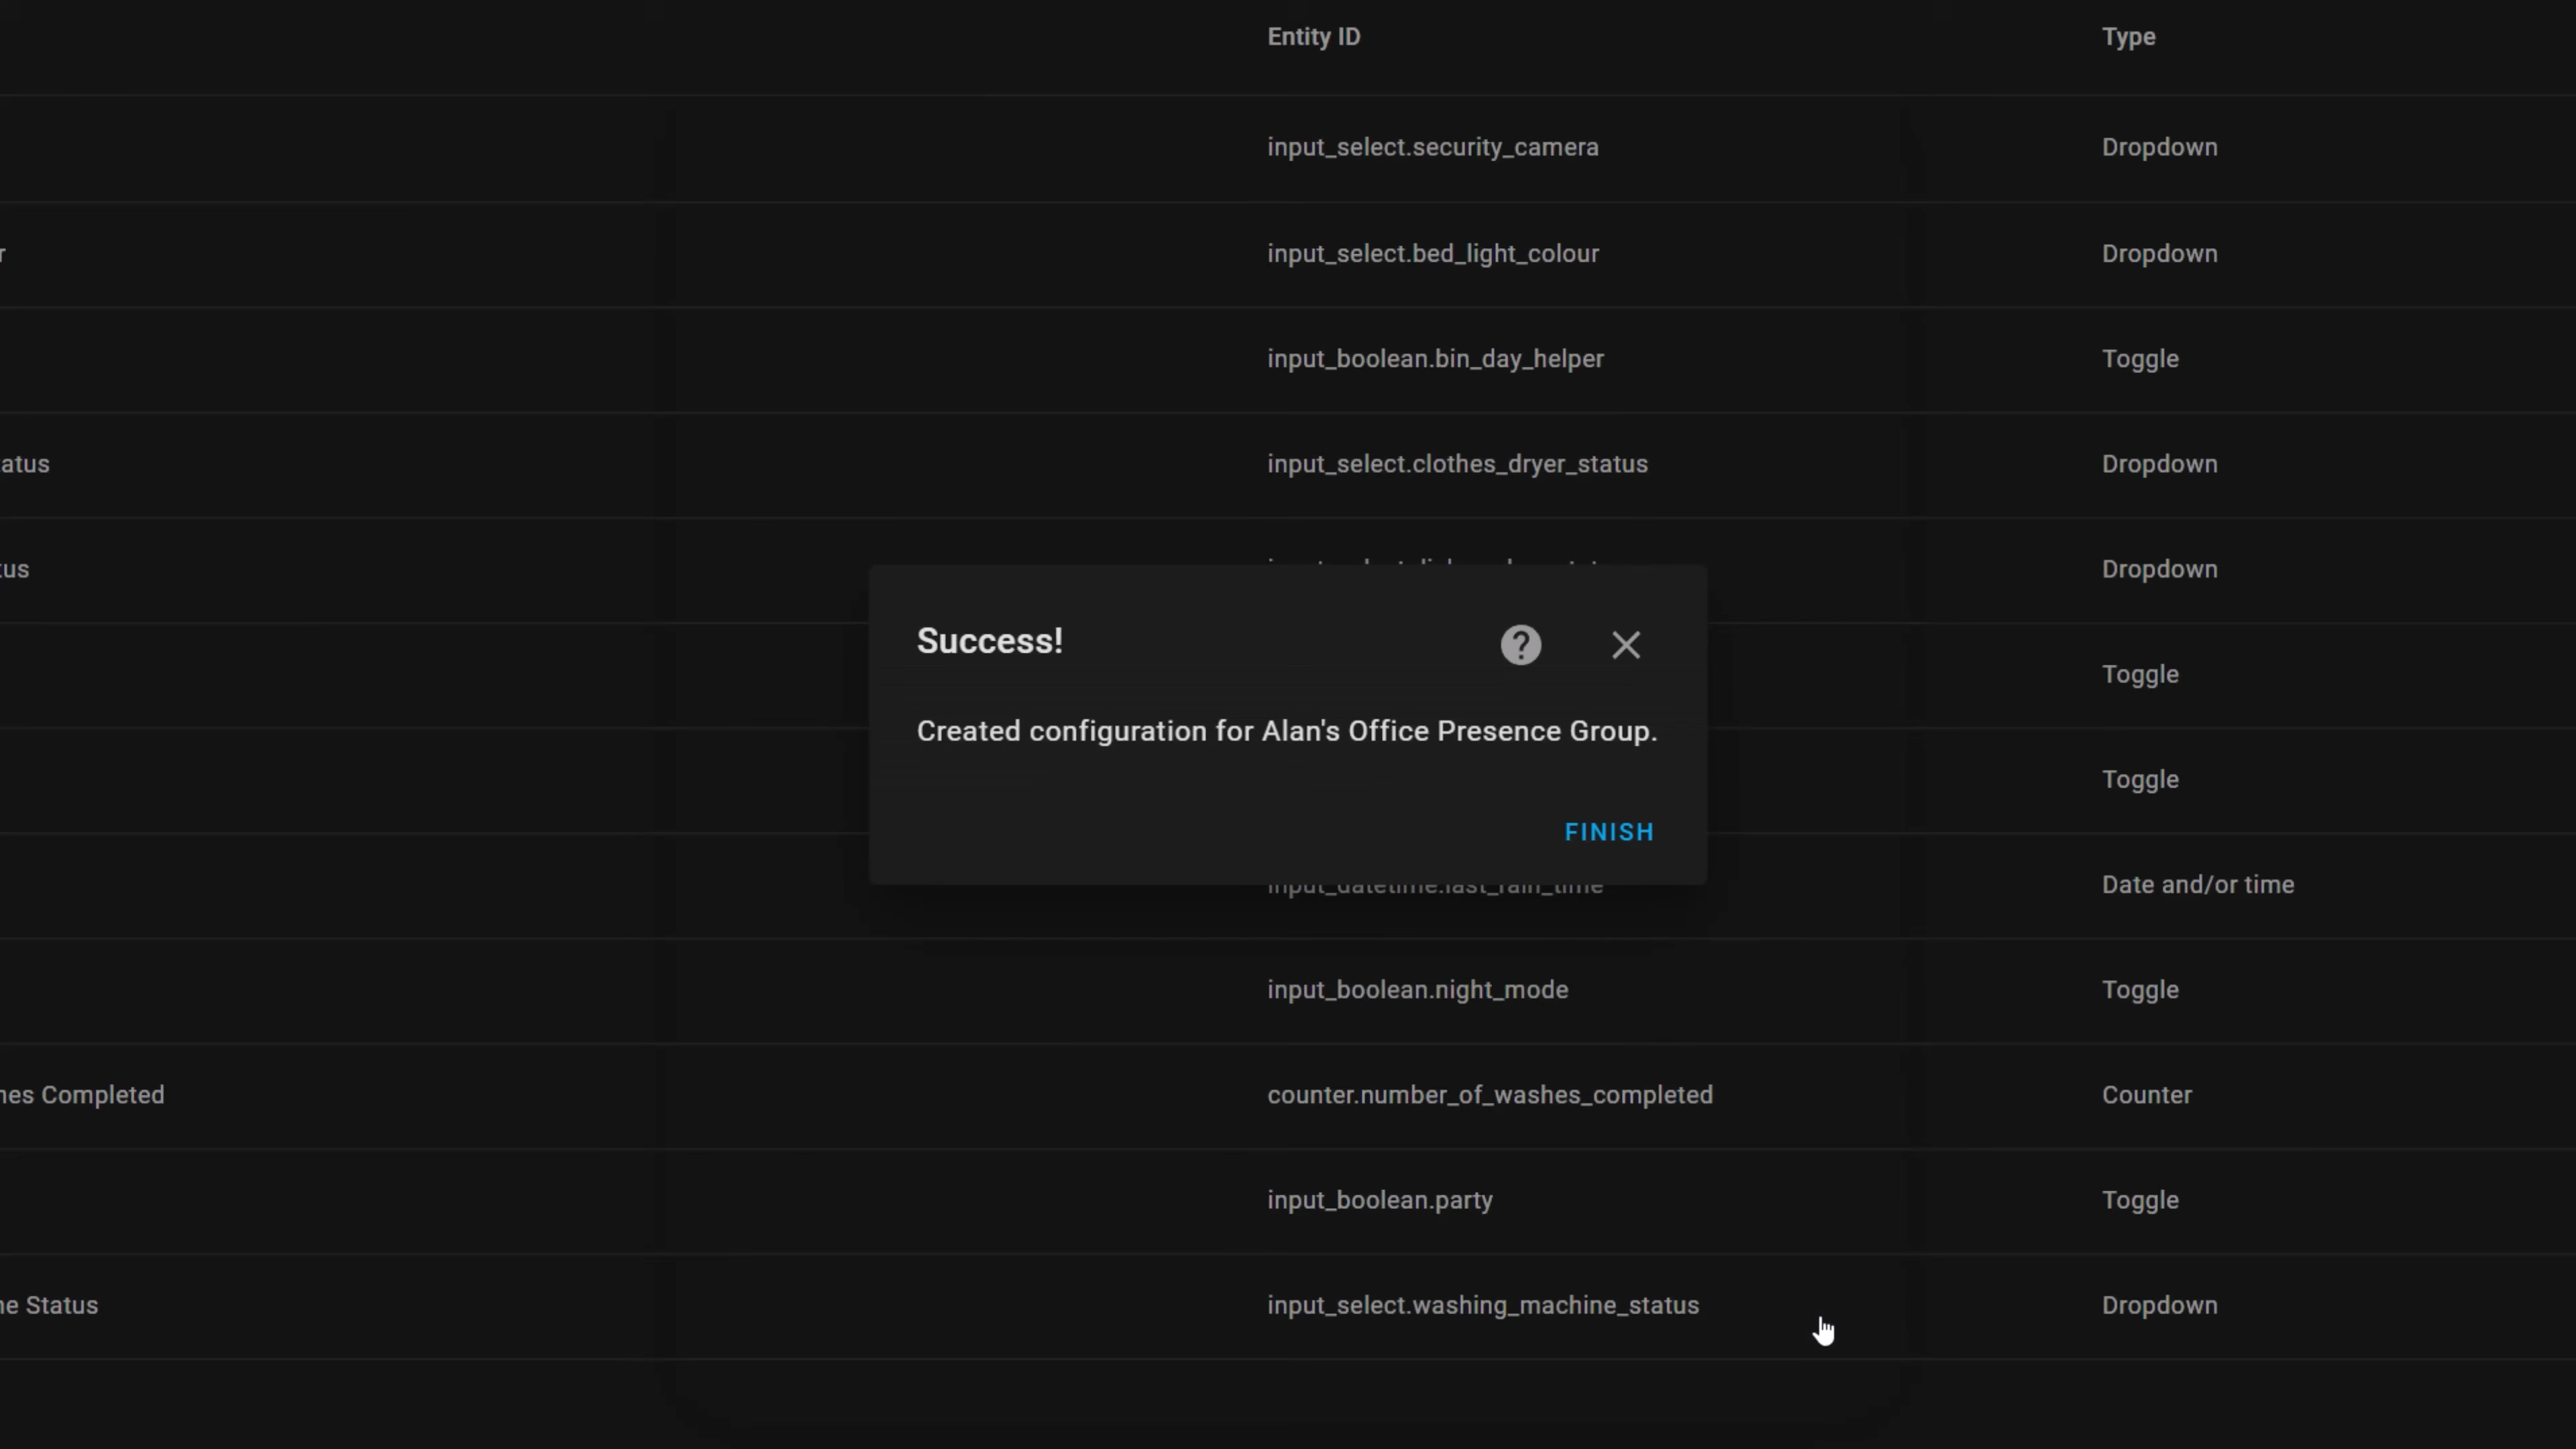 Entity ID Type
input_select.security_camera Dropdown
r input_select.bed_light_colour Dropdown
input_boolean.bin_day_helper Toggle
atus input_select.clothes_dryer_status Dropdown
tus Dropdown
Success!
Toggle
Created configuration for Alan's Office Presence Group.
Toggle
FINISH
input_datetime.last_rain_time Date and/or time
input_boolean.night_mode Toggle
nes Completed counter.number_of_washes_completed Counter
input_boolean.party Toggle
ne Status input_select.washing_machine_status Dropdown